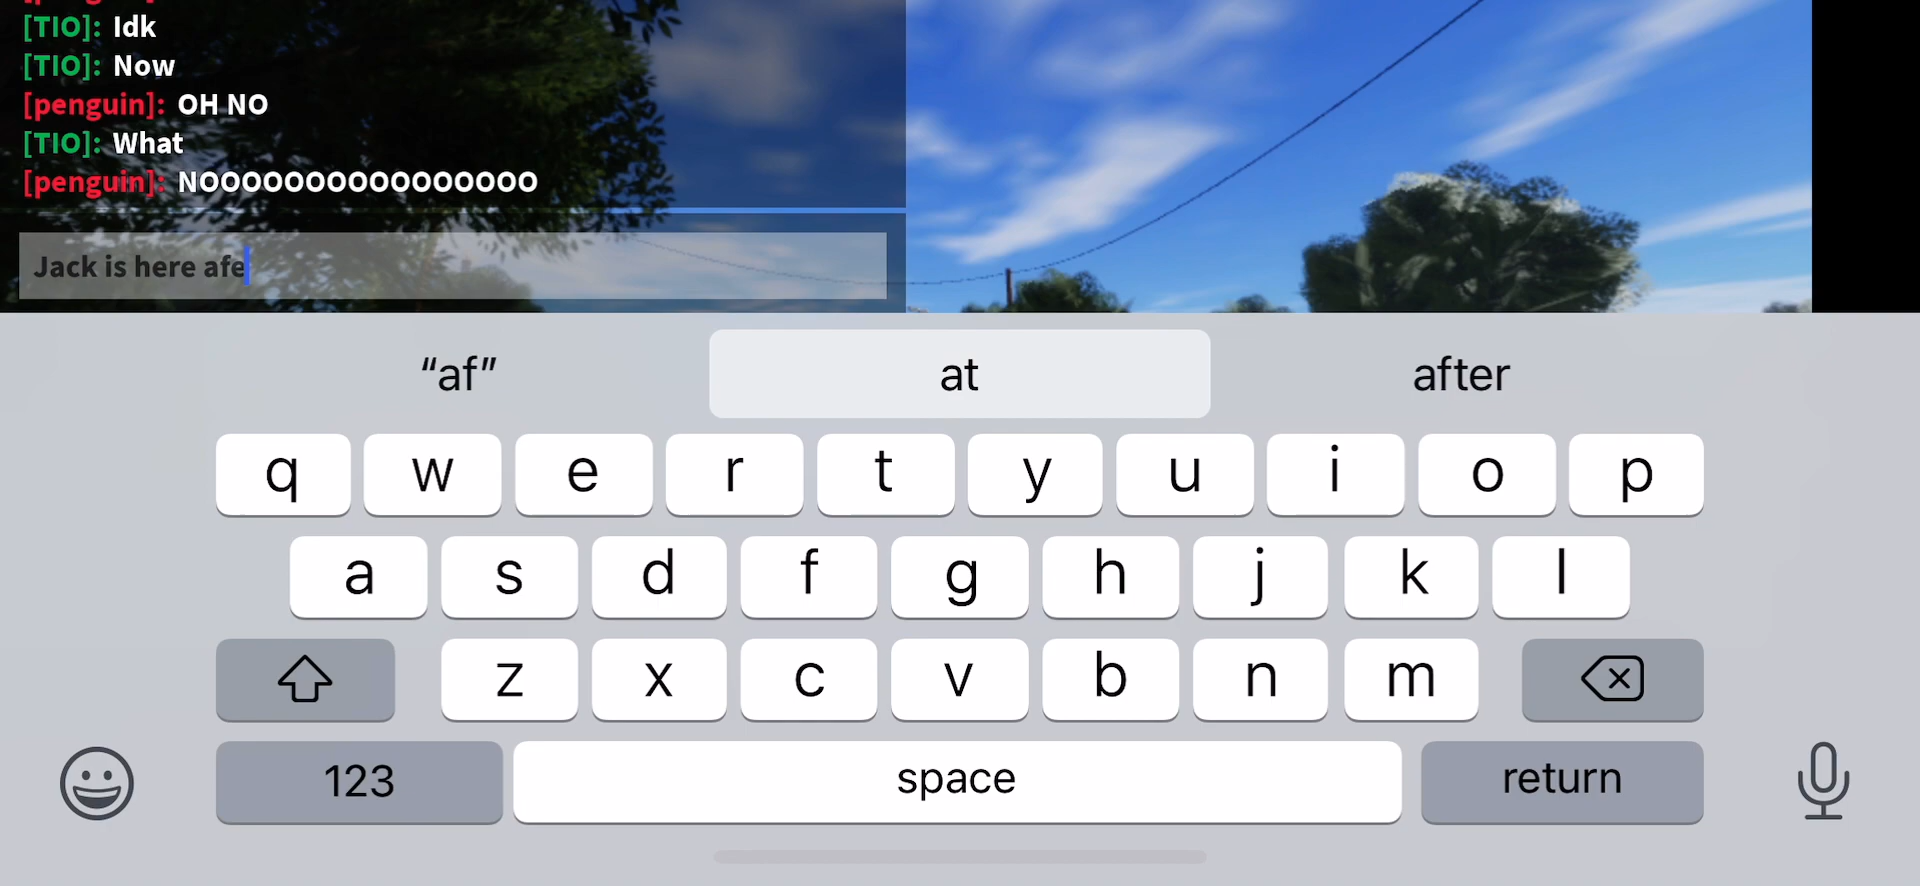 [TIO]: Idk
[TIO]: Now
[penguin]: OH NO
[TIO]: What
[penguin]: NOOOOOOOOOOOOOOOO
Jack is here afe
“af” at after
q w e r t y u i o p
a s d f g h j k l
z x c v b n m
123 space return